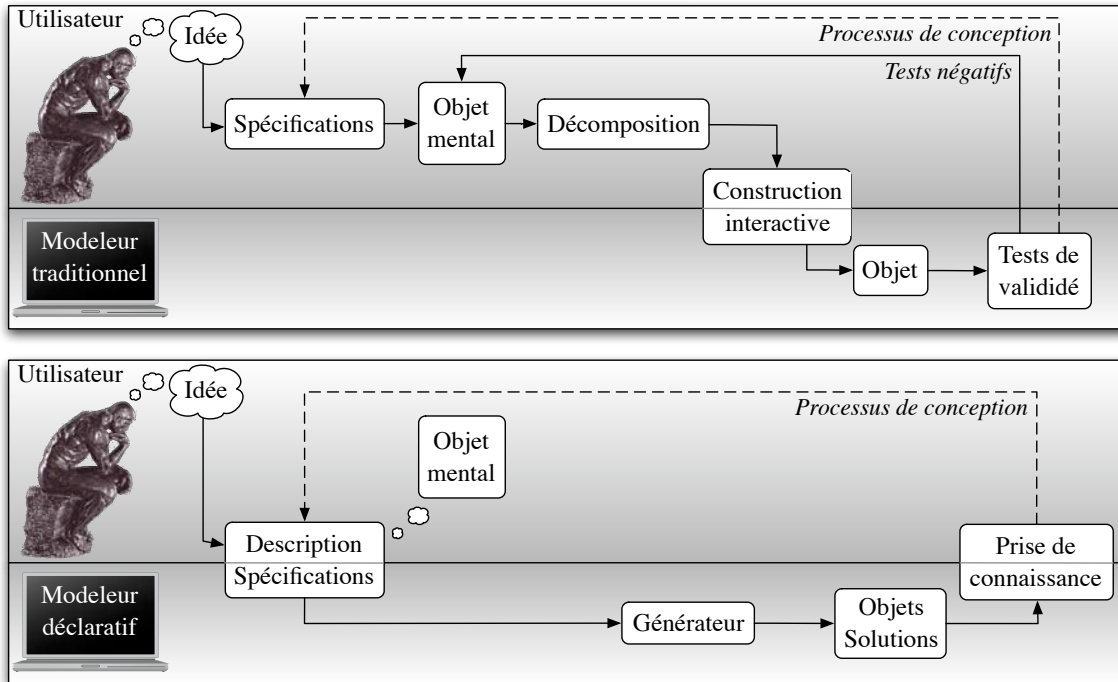 Utilisateur
Idée
Processus de conception
Tests négatifs
Spécifications
Objet
mental
Décomposition
Construction
interactive
Modeleur
traditionnel
Objet
Tests de
valididé
Utilisateur
Idée
Processus de conception
Objet
mental
Description
Spécifications
Prise de
connaissance
Modeleur
déclaratif
Générateur
Objets
Solutions